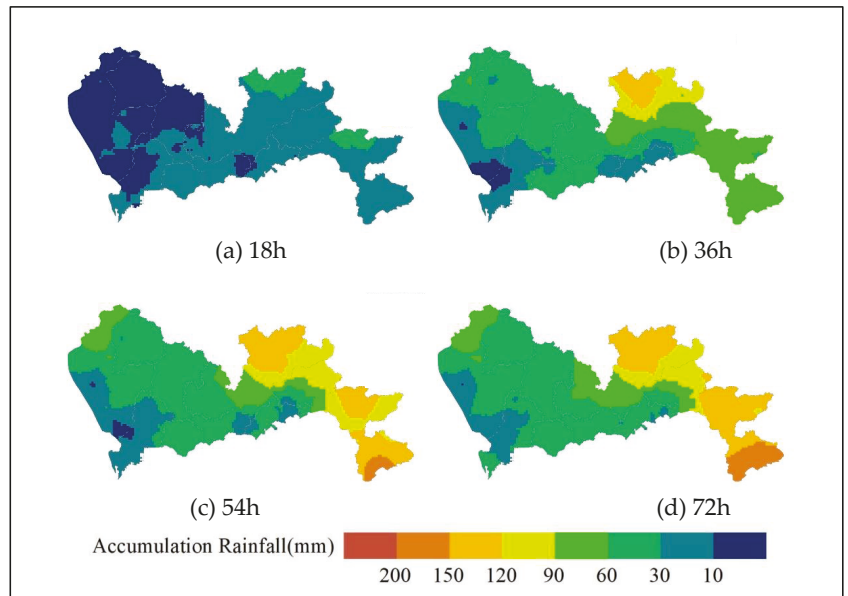 (a) 18h
(b) 36h
(c) 54h
(d) 72h
Accumulation Rainfall(mm)
200 150 120 90 60 30 10